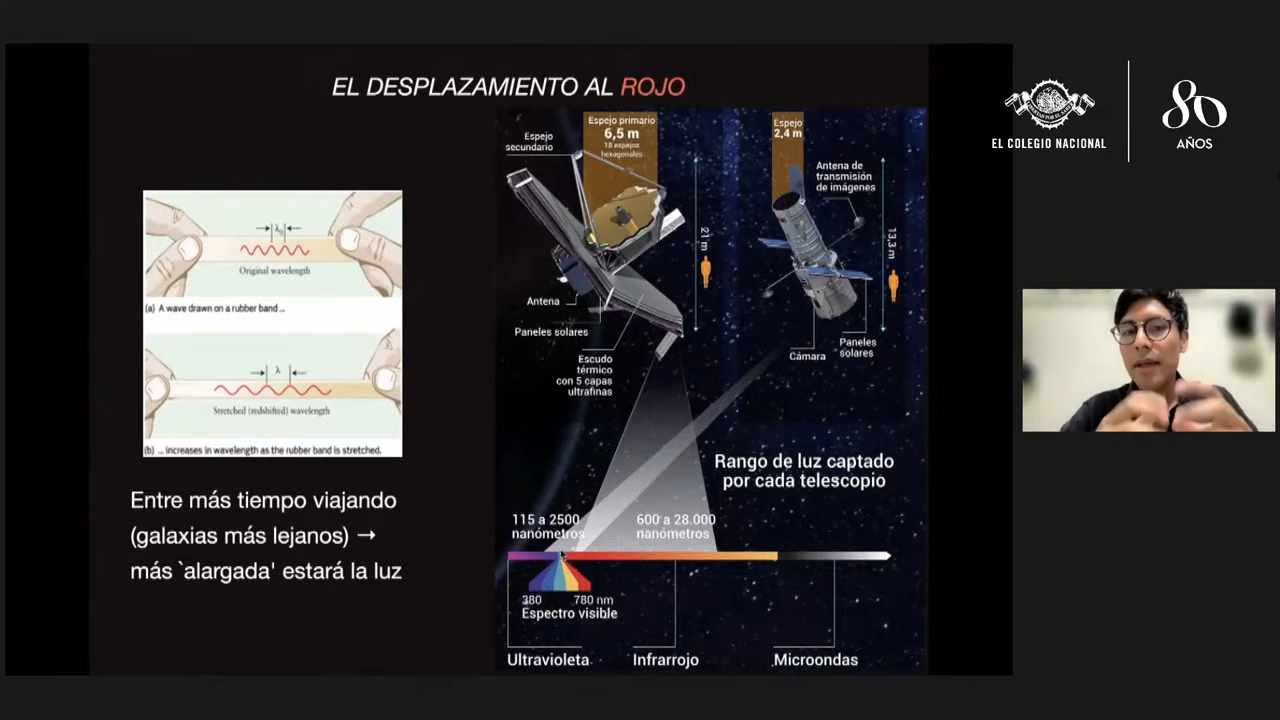 EL DESPLAZAMIENTO AL ROJO
EL COLEGIO NACIONAL
80
AÑOS
λ₀
Original wavelength
(a) A wave drawn on a rubber band ...
λ
Stretched (redshifted) wavelength
(b) ... increases in wavelength as the rubber band is stretched.
Entre más tiempo viajando
(galaxias más lejanos) →
más `alargada' estará la luz
Espejo primario
6,5 m
18 espejos
hexagonales
Espejo
secundario
21 m
Antena
Paneles solares
Escudo
térmico
con 5 capas
ultrafinas
Espejo
2,4 m
Antena de
transmisión
de imágenes
13,3 m
Cámara
Paneles
solares
Rango de luz captado
por cada telescopio
115 a 2500
nanómetros
600 a 28.000
nanómetros
380
780 nm
Espectro visible
Ultravioleta
Infrarrojo
Microondas